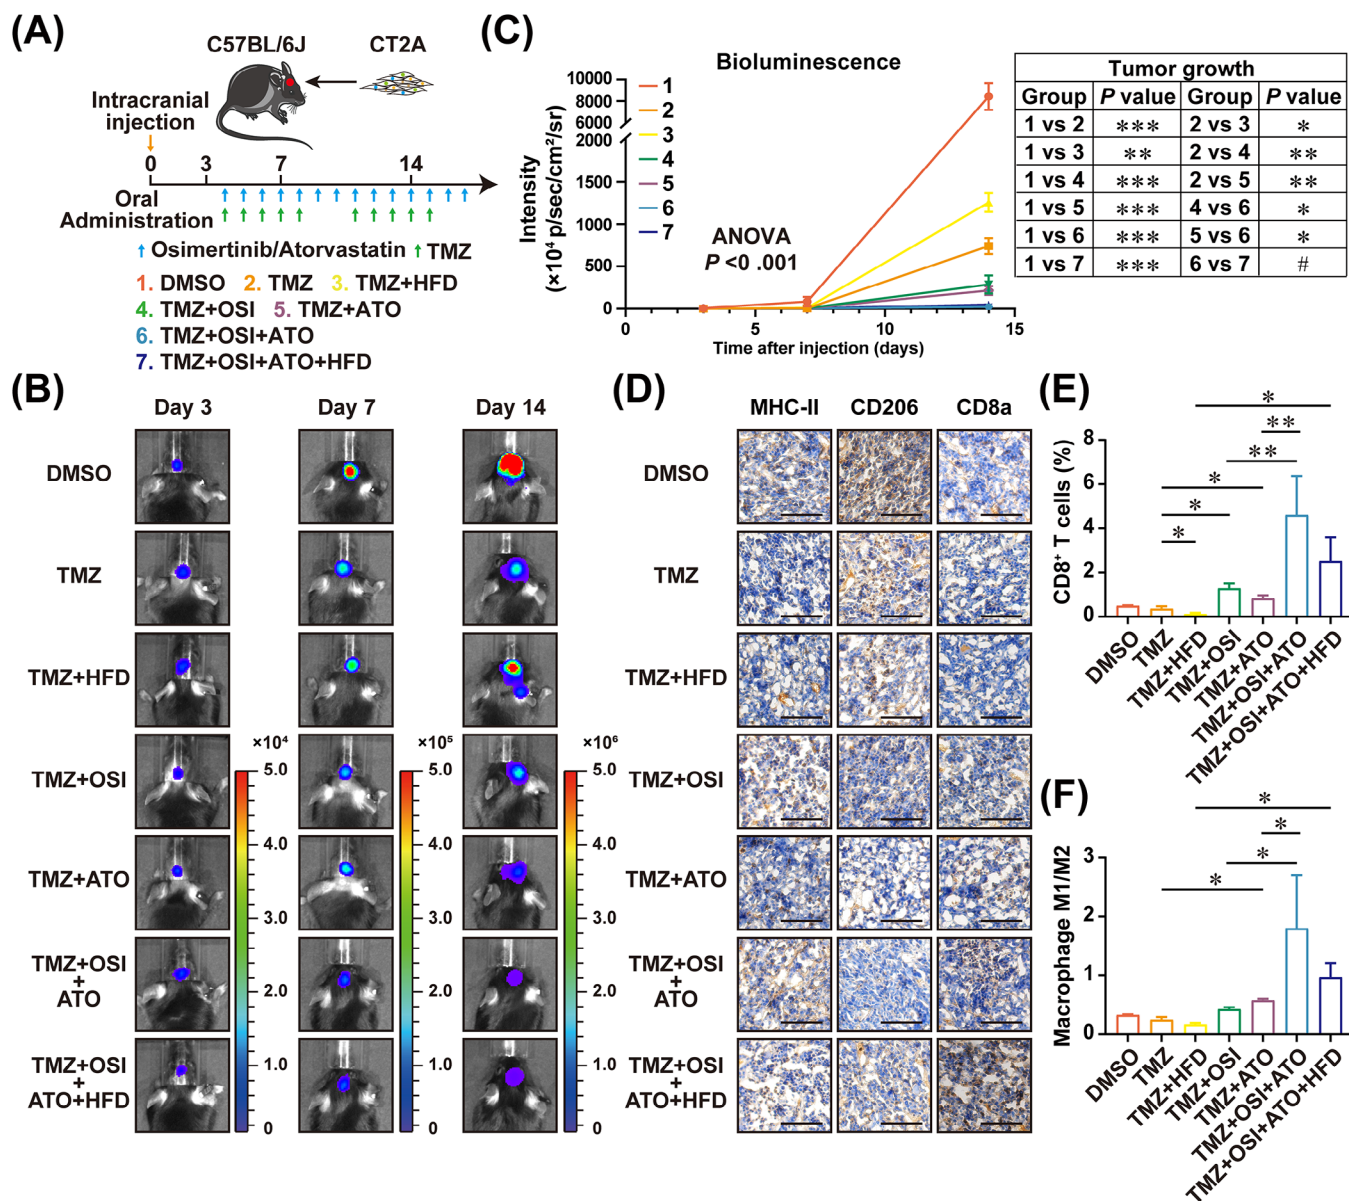 (A)
C57BL/6J
CT2A
Intracranial
injection
0 3 7 14
Oral
Administration
Osimertinib/Atorvastatin TMZ
1. DMSO 2. TMZ 3. TMZ+HFD
4. TMZ+OSI 5. TMZ+ATO
6. TMZ+OSI+ATO
7. TMZ+OSI+ATO+HFD
(C)
Bioluminescence
Intensity
(×10⁴ p/sec/cm²/sr)
10000
8000
6000
2000
1500
1000
500
0
0 5 10 15
Time after injection (days)
1
2
3
4
5
6
7
ANOVA
P <0 .001
Tumor growth
Group P value Group P value
1 vs 2 *** 2 vs 3 *
1 vs 3 ** 2 vs 4 **
1 vs 4 *** 2 vs 5 **
1 vs 5 *** 4 vs 6 *
1 vs 6 *** 5 vs 6 *
1 vs 7 *** 6 vs 7 #
(B)
Day 3 Day 7 Day 14
DMSO
TMZ
TMZ+HFD
TMZ+OSI
TMZ+ATO
TMZ+OSI
+
ATO
TMZ+OSI
+
ATO+HFD
×10⁴
5.0
4.0
3.0
2.0
1.0
0
×10⁵
5.0
4.0
3.0
2.0
1.0
0
×10⁶
5.0
4.0
3.0
2.0
1.0
0
(D)
MHC-II CD206 CD8a
DMSO
TMZ
TMZ+HFD
TMZ+OSI
TMZ+ATO
TMZ+OSI
+
ATO
TMZ+OSI
+
ATO+HFD
(E)
CD8⁺ T cells (%)
8
6
4
2
0
*
**
**
*
*
*
DMSO
TMZ
TMZ+HFD
TMZ+OSI
TMZ+ATO
TMZ+OSI+ATO
TMZ+OSI+ATO+HFD
(F)
Macrophage M1/M2
3
2
1
0
*
*
*
*
DMSO
TMZ
TMZ+HFD
TMZ+OSI
TMZ+ATO
TMZ+OSI+ATO
TMZ+OSI+ATO+HFD